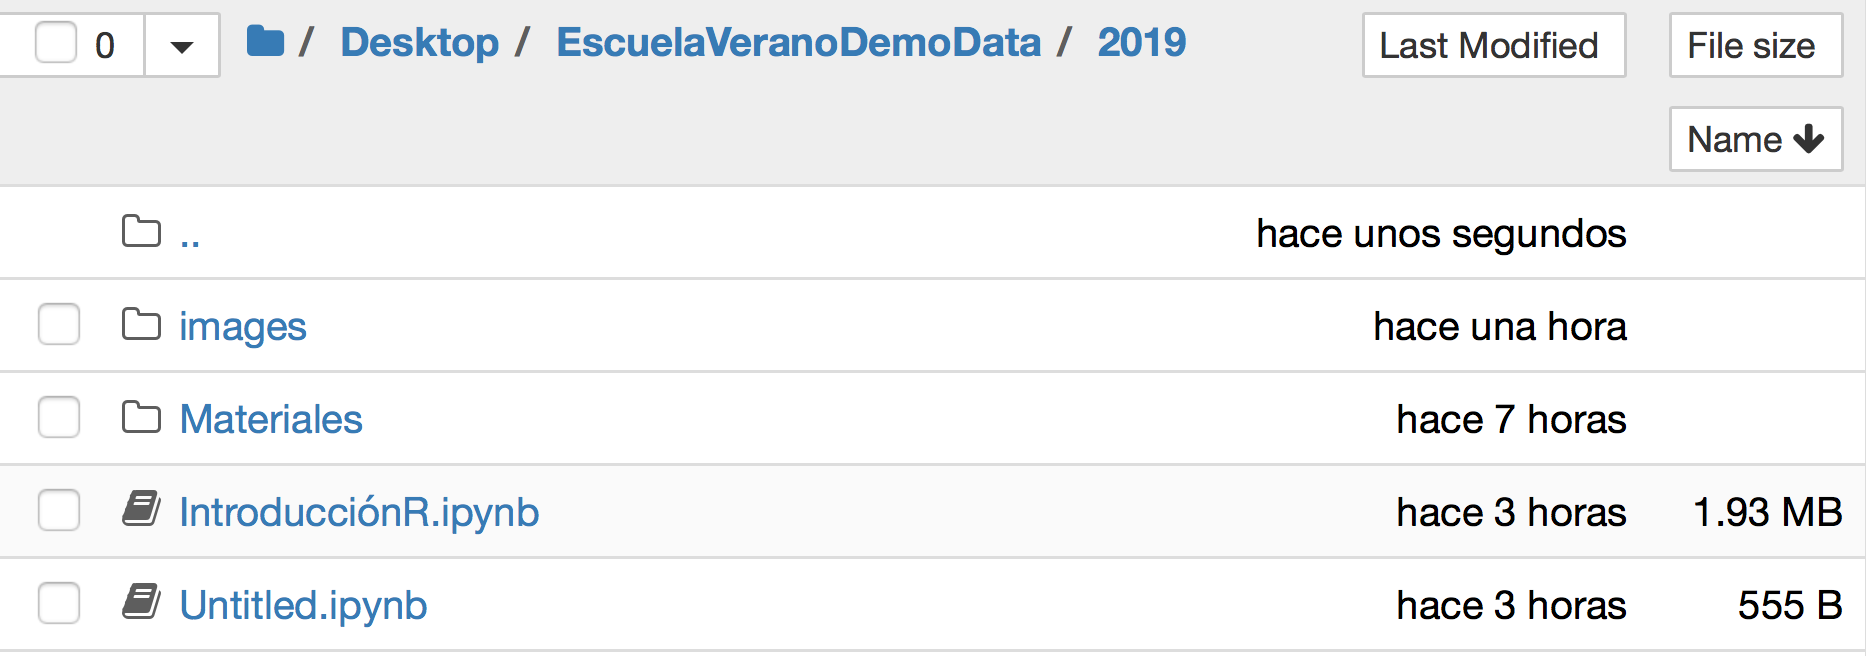 0 / Desktop / EscuelaVeranoDemoData / 2019 Last Modified File size
Name
.. hace unos segundos
images hace una hora
Materiales hace 7 horas
IntroducciónR.ipynb hace 3 horas 1.93 MB
Untitled.ipynb hace 3 horas 555 B